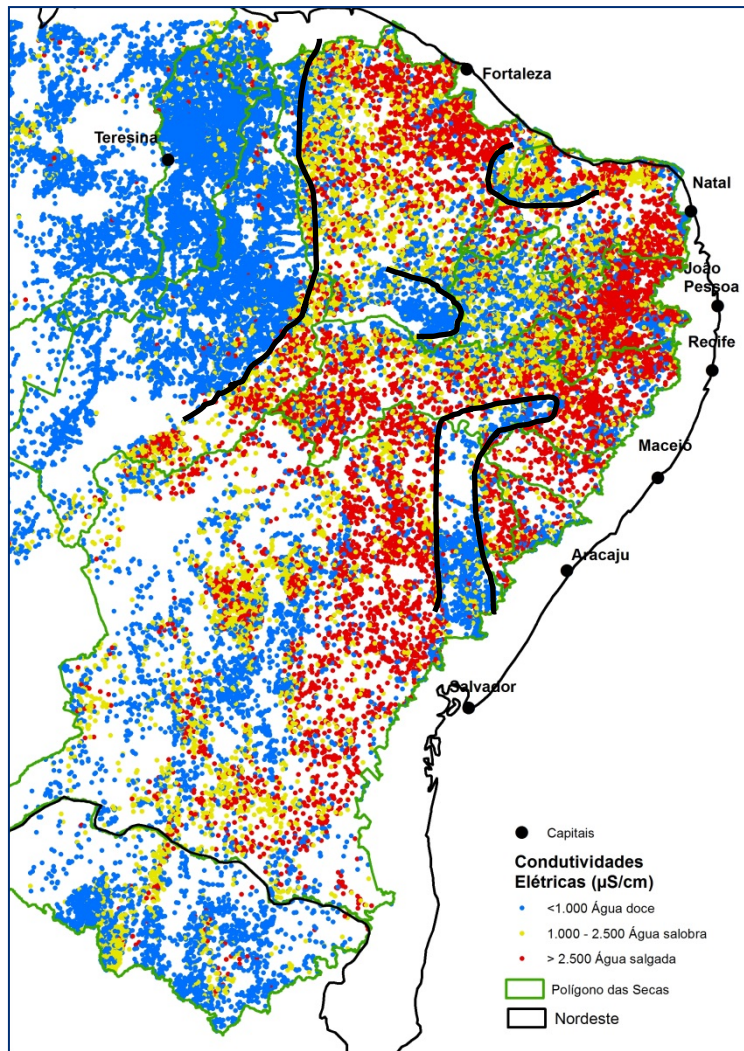 Fortaleza
Teresina
Natal
João
Pessoa
Recife
Maceió
Aracaju
Salvador
Capitais
Condutividades
Elétricas (µS/cm)
<1.000 Água doce
1.000 - 2.500 Água salobra
> 2.500 Água salgada
Polígono das Secas
Nordeste